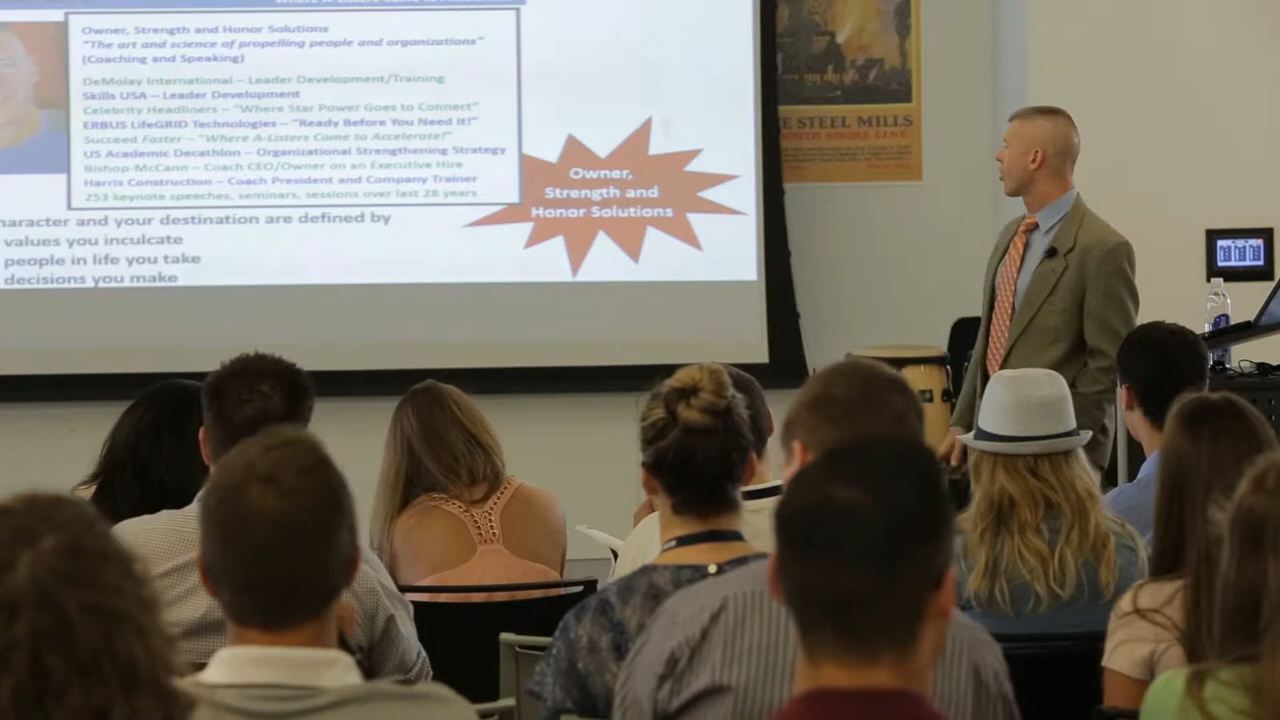 Owner, Strength and Honor Solutions
"The art and science of propelling people and organizations"
(Coaching and Speaking)
DeMolay International – Leader Development/Training
Skills USA – Leader Development
Celebrity Headliners – "Where Star Power Goes to Connect"
ERBUS LifeGRID Technologies – "Ready Before You Need It!"
Succeed Faster – "Where A-Listers Come to Accelerate!"
US Academic Decathlon – Organizational Strengthening Strategy
Bishop-McCann – Coach CEO/Owner on an Executive Hire
Harris Construction – Coach President and Company Trainer
253 keynote speeches, seminars, sessions over last 28 years
Owner,
Strength and
Honor Solutions
haracter and your destination are defined by
values you inculcate
people in life you take
decisions you make
E STEEL MILLS
NORTH SHORE LINE